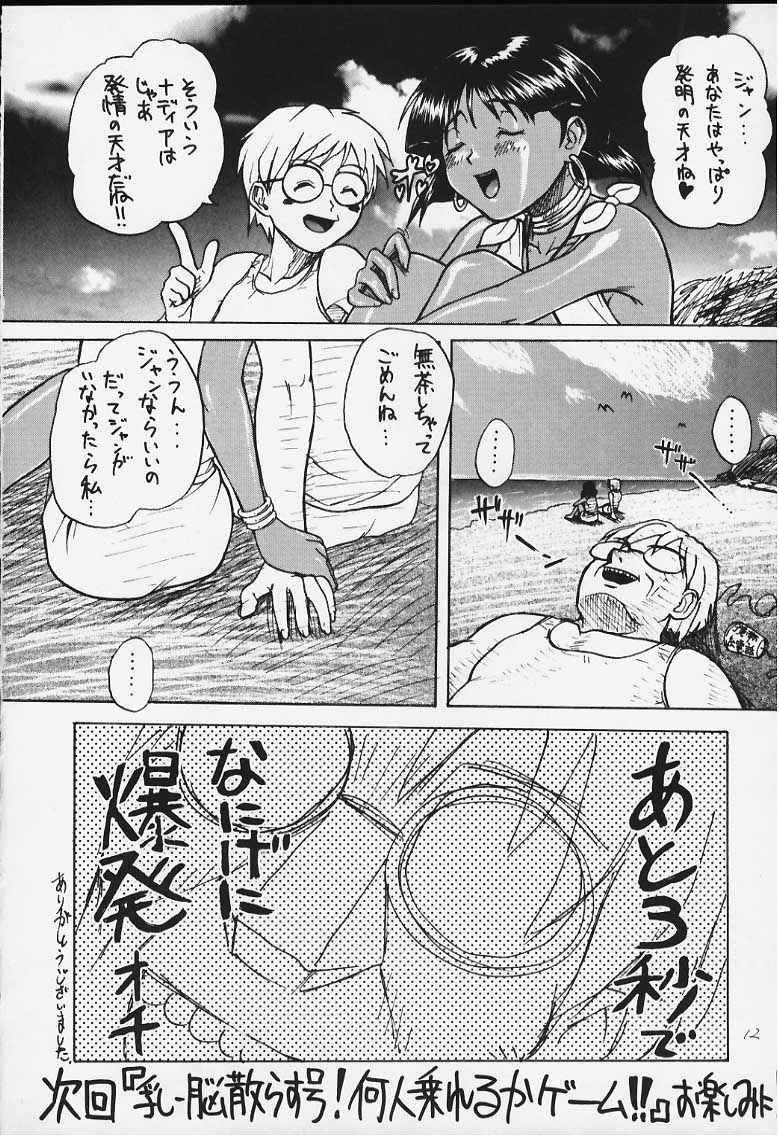 ジャン・・・
あなたはやっぱり
発明の天才ね♥
そういう
ナディアは
じゃあ
発情の天才だね!!
・・・・
ザザ・・
・・・・
ザザザ・・
無茶しちゃって
ごめんね・・・
ううん・・・
ジャンならいいの
だってジャンが
いなかったら私・・・
・・・・
あと3秒で
なにげに
爆発オチ
ありがとうございました。
12
次回『乳-脳散らす号!何人乗れるかゲーム!!』お楽しみに